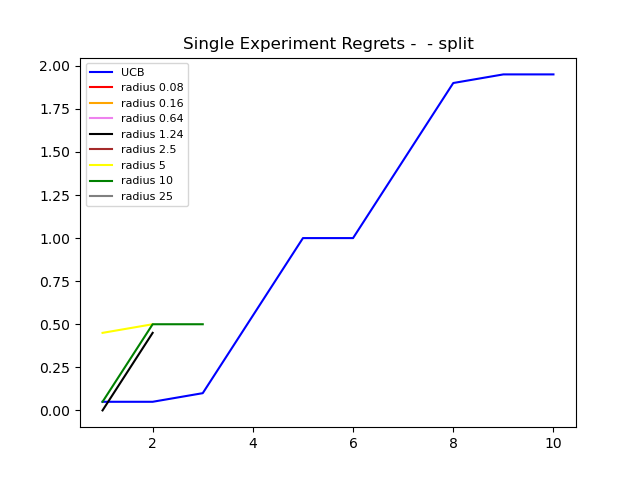 Single Experiment Regrets -  - split
UCB
radius 0.08
radius 0.16
radius 0.64
radius 1.24
radius 2.5
radius 5
radius 10
radius 25
2.00
1.75
1.50
1.25
1.00
0.75
0.50
0.25
0.00
2 4 6 8 10